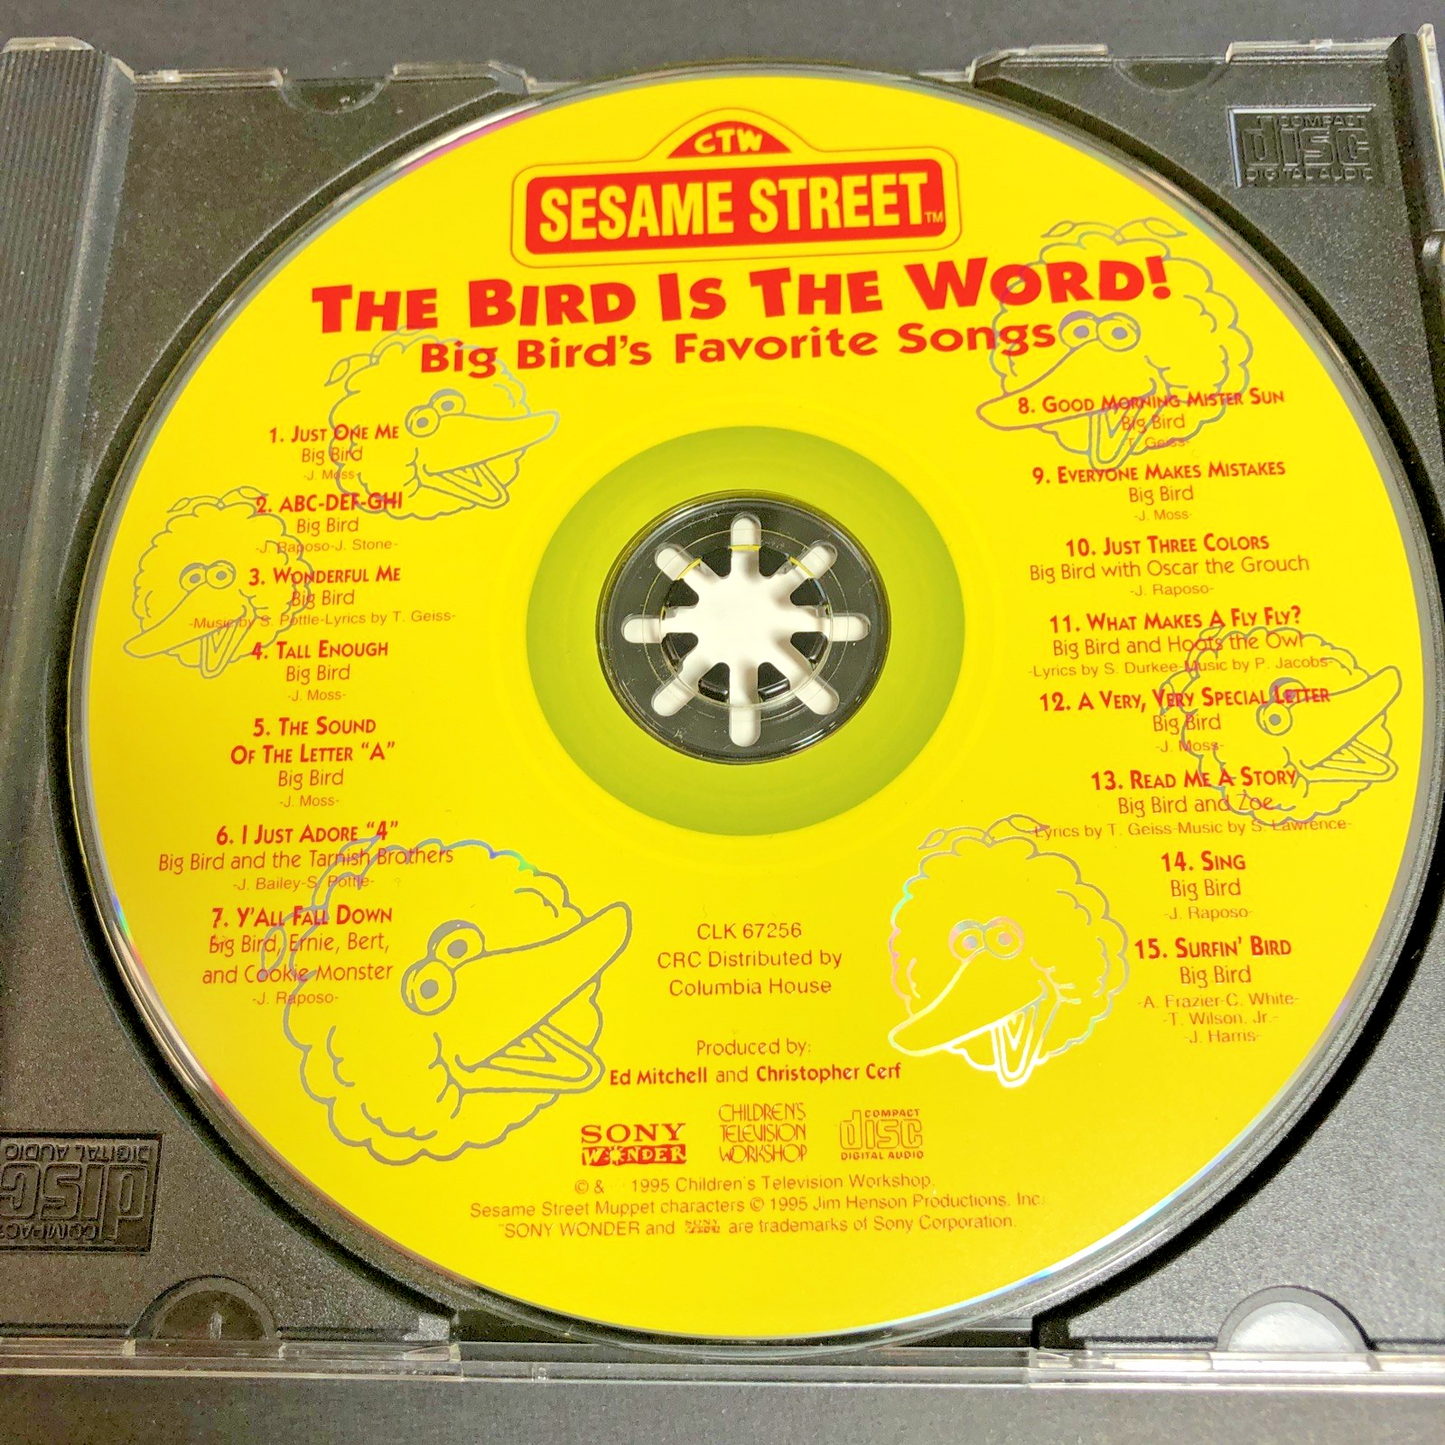 CTW
SESAME STREET™
THE BIRD IS THE WORD!
Big Bird's Favorite Songs
1. JUST ONE ME
Big Bird
-J. Moss-
2. ABC-DEF-GHI
Big Bird
-J. Raposo-J. Stone-
3. WONDERFUL ME
Big Bird
-Music by S. Pottle-Lyrics by T. Geiss-
4. TALL ENOUGH
Big Bird
-J. Moss-
5. THE SOUND
OF THE LETTER "A"
Big Bird
-J. Moss-
6. I JUST ADORE "4"
Big Bird and the Tarnish Brothers
-J. Bailey-S. Pottle-
7. Y'ALL FALL DOWN
Big Bird, Ernie, Bert,
and Cookie Monster
-J. Raposo-
8. GOOD MORNING MISTER SUN
Big Bird
-T. Geiss-
9. EVERYONE MAKES MISTAKES
Big Bird
-J. Moss-
10. JUST THREE COLORS
Big Bird with Oscar the Grouch
-J. Raposo-
11. WHAT MAKES A FLY FLY?
Big Bird and Hoots the Owl
-Lyrics by S. Durkee-Music by P. Jacobs-
12. A VERY, VERY SPECIAL LETTER
Big Bird
-J. Moss-
13. READ ME A STORY
Big Bird and Zoe
-Lyrics by T. Geiss-Music by S. Lawrence-
14. SING
Big Bird
-J. Raposo-
15. SURFIN' BIRD
Big Bird
-A. Frazier-C. White-
-T. Wilson, Jr.-
-J. Harris-
CLK 67256
CRC Distributed by
Columbia House
Produced by:
Ed Mitchell and Christopher Cerf
SONY
WONDER
CHILDREN'S
TELEVISION
WORKSHOP
COMPACT
disc
DIGITAL AUDIO
© & 1995 Children's Television Workshop.
Sesame Street Muppet characters © 1995 Jim Henson Productions, Inc.
"SONY WONDER and are trademarks of Sony Corporation.
COMPACT
disc
DIGITAL AUDIO
COMPACT
disc
DIGITAL AUDIO